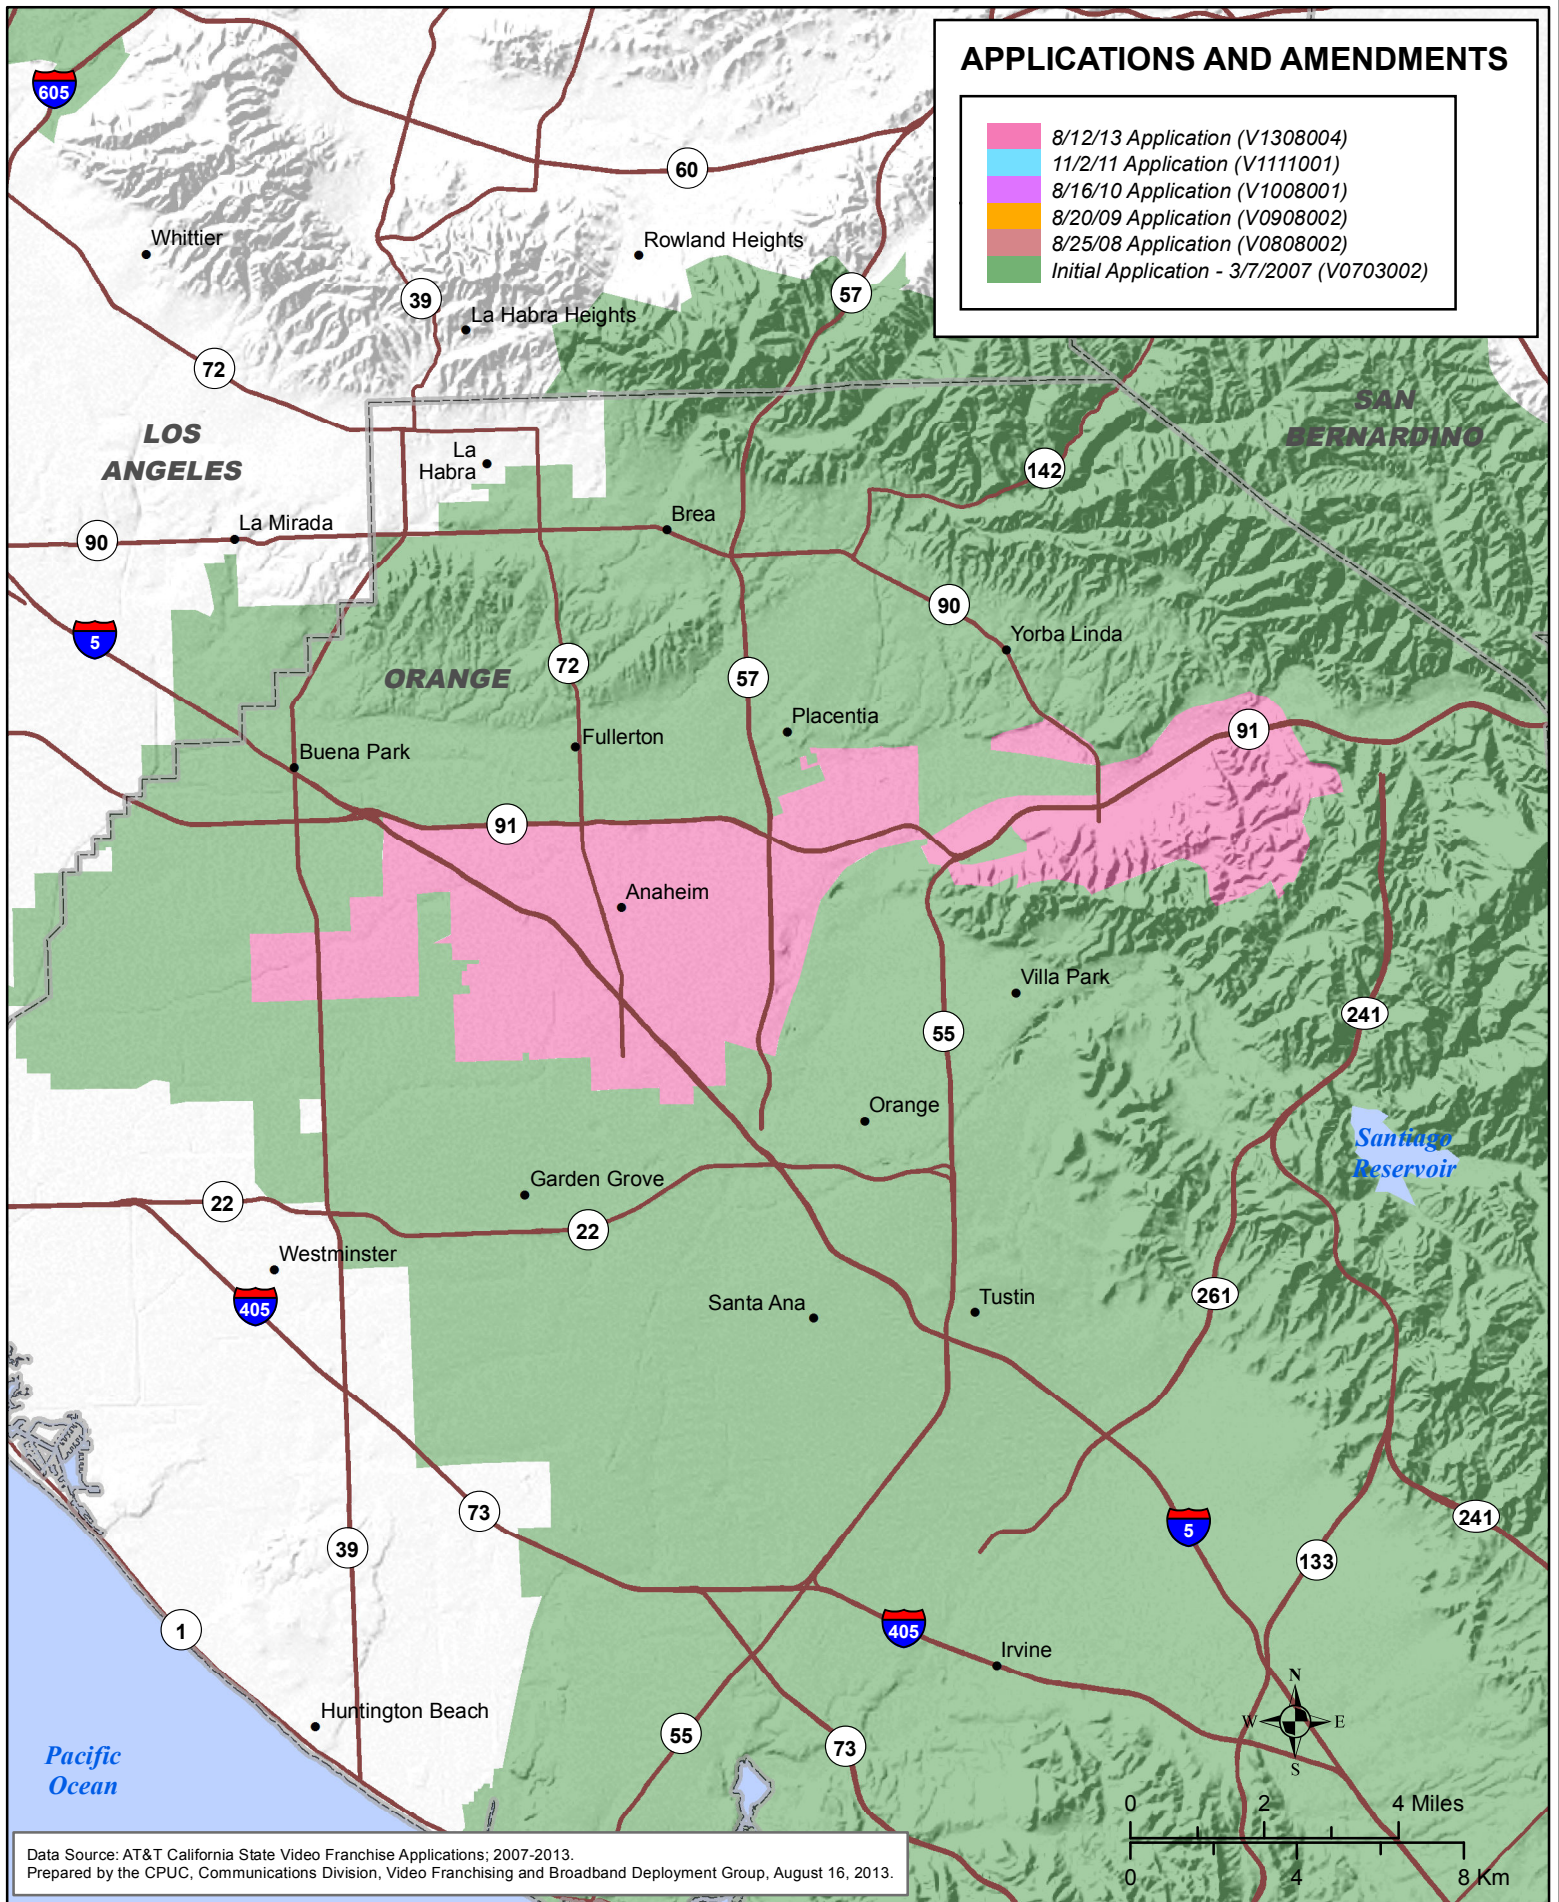 APPLICATIONS AND AMENDMENTS
8/12/13 Application (V1308004)
11/2/11 Application (V1111001)
8/16/10 Application (V1008001)
8/20/09 Application (V0908002)
8/25/08 Application (V0808002)
Initial Application - 3/7/2007 (V0703002)
605
60
Whittier
Rowland Heights
39
57
La Habra Heights
72
SAN
BERNARDINO
LOS
ANGELES
La
Habra
142
90
La Mirada
Brea
90
5
Yorba Linda
ORANGE
72
57
Placentia
91
Buena Park
Fullerton
91
Anaheim
Villa Park
241
55
Orange
Santiago
Reservoir
Garden Grove
22
22
Westminster
405
Santa Ana
Tustin
261
73
5
241
39
133
1
405
Irvine
Huntington Beach
55
73
N
W
E
S
Pacific
Ocean
0
2
4 Miles
0
4
8 Km
Data Source: AT&T California State Video Franchise Applications; 2007-2013.
Prepared by the CPUC, Communications Division, Video Franchising and Broadband Deployment Group, August 16, 2013.